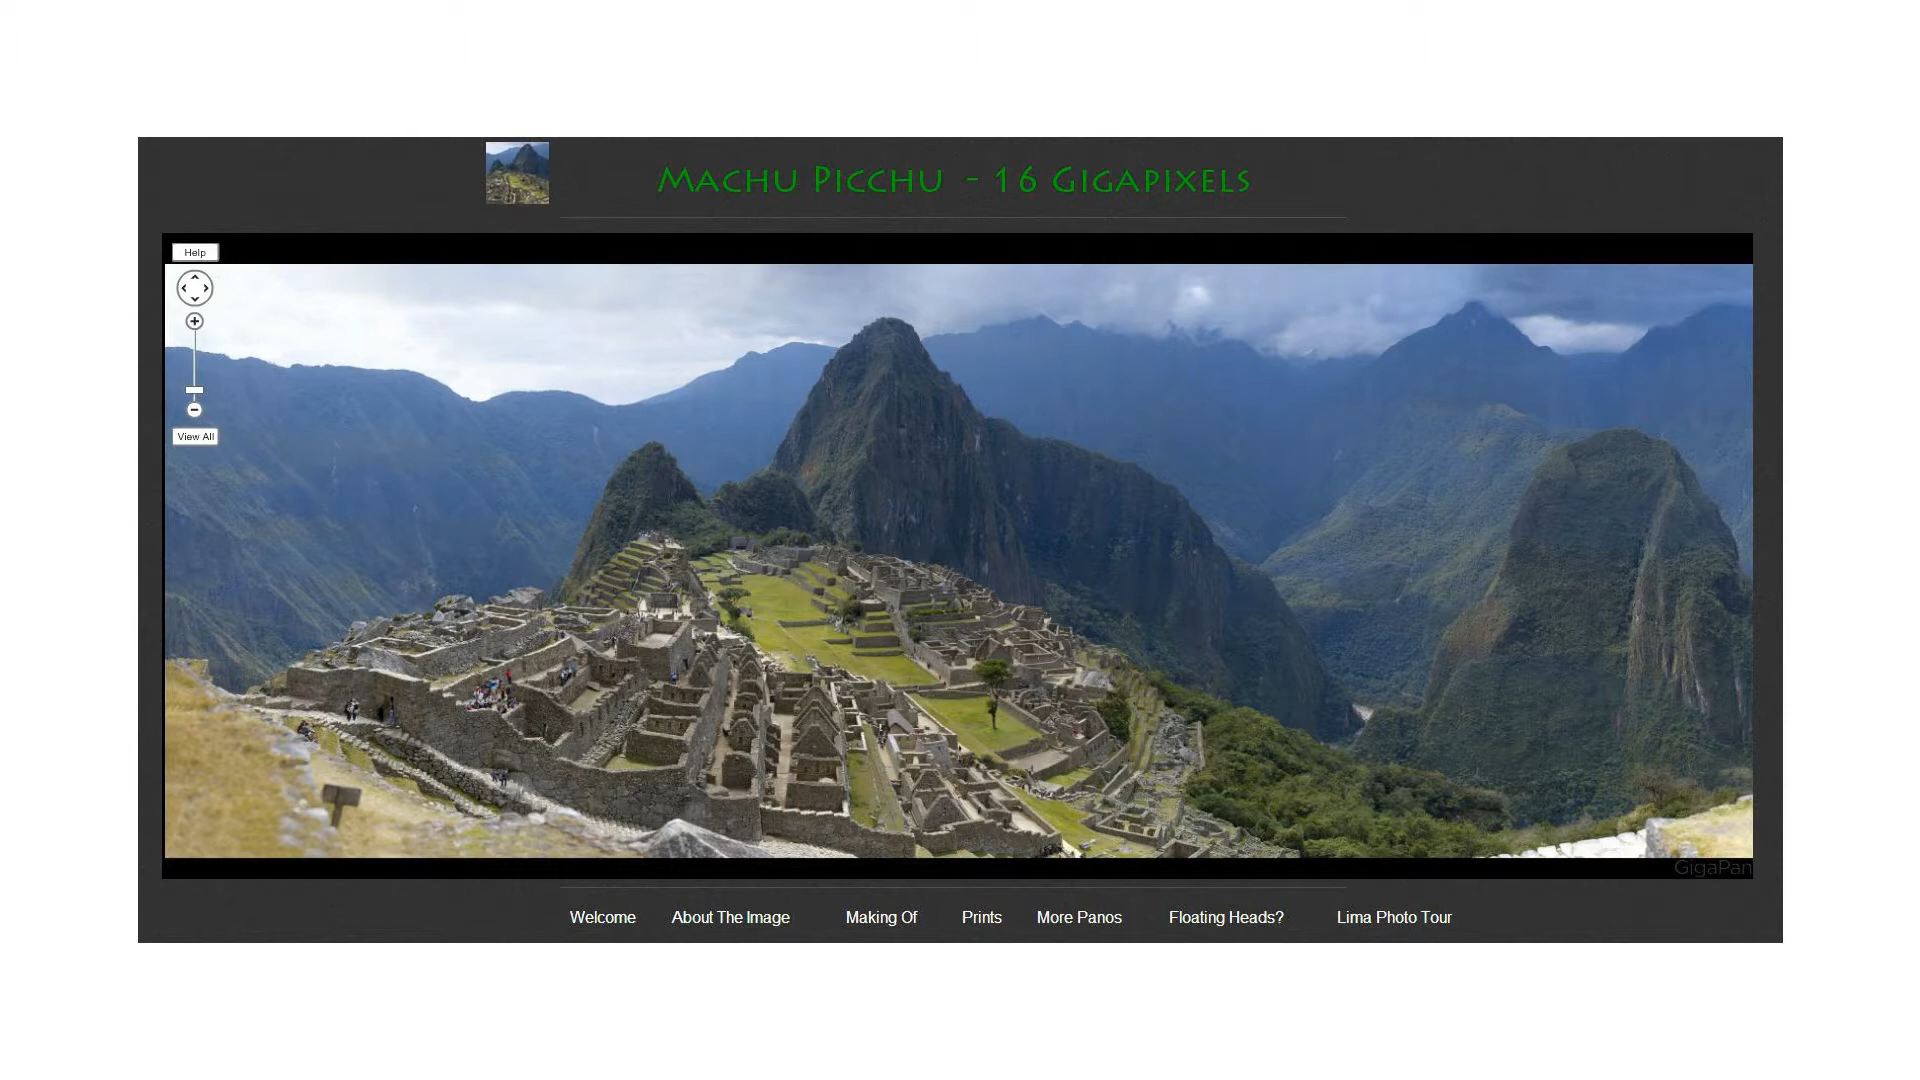 Machu Picchu - 16 Gigapixels
Help
View All
GigaPan
Welcome About The Image Making Of Prints More Panos Floating Heads? Lima Photo Tour